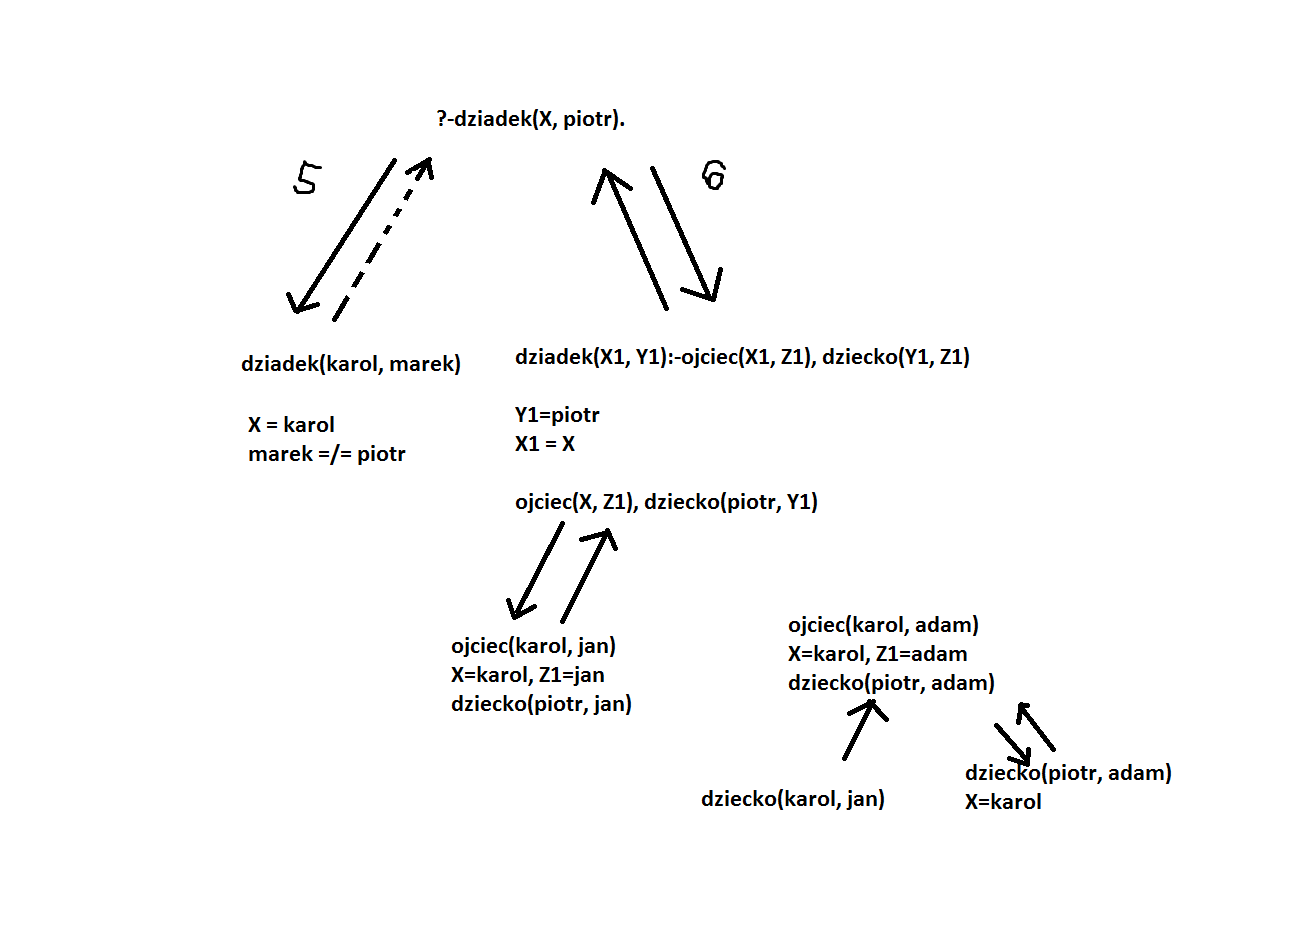 ?-dziadek(X, piotr).
5
6
dziadek(karol, marek)
X = karol
marek =/= piotr
dziadek(X1, Y1):-ojciec(X1, Z1), dziecko(Y1, Z1)
Y1=piotr
X1 = X
ojciec(X, Z1), dziecko(piotr, Y1)
ojciec(karol, jan)
X=karol, Z1=jan
dziecko(piotr, jan)
ojciec(karol, adam)
X=karol, Z1=adam
dziecko(piotr, adam)
dziecko(karol, jan)
dziecko(piotr, adam)
X=karol